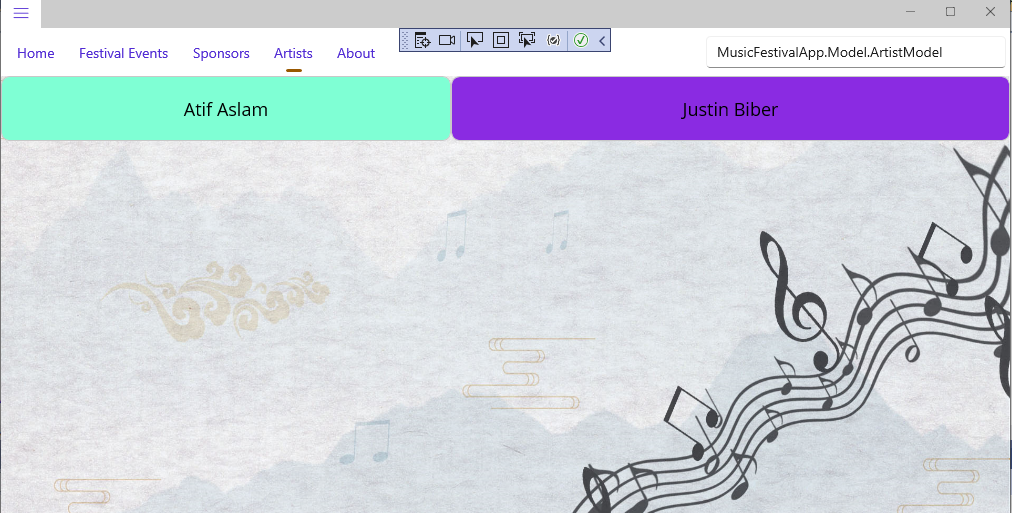 Home Festival Events Sponsors Artists About
MusicFestivalApp.Model.ArtistModel
Atif Aslam
Justin Biber